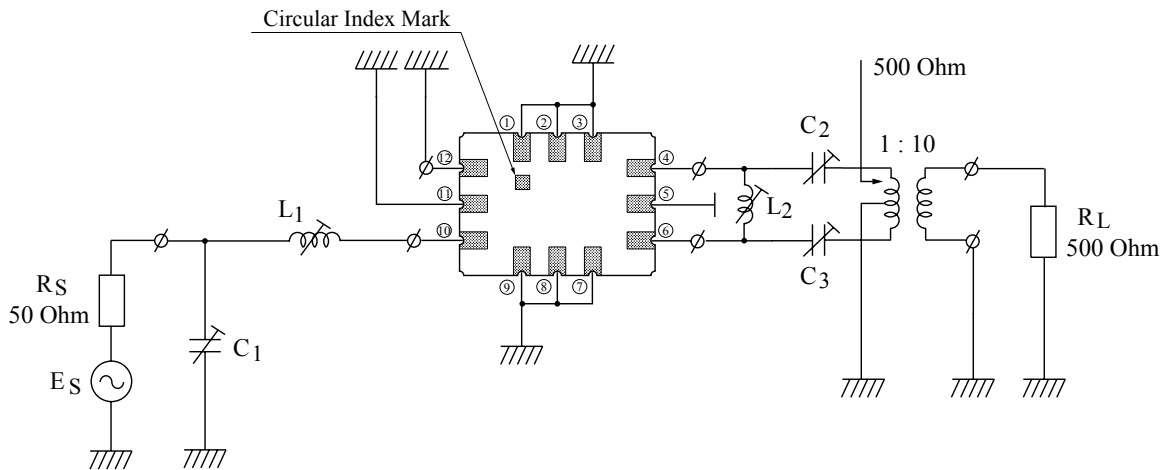 Circular Index Mark
500 Ohm
1 : 10
① ② ③
⑫ ④
⑪ ⑤
⑩ ⑥
⑨ ⑧ ⑦
L1
L2
C2
C3
RL
500 Ohm
RS
50 Ohm
C1
ES